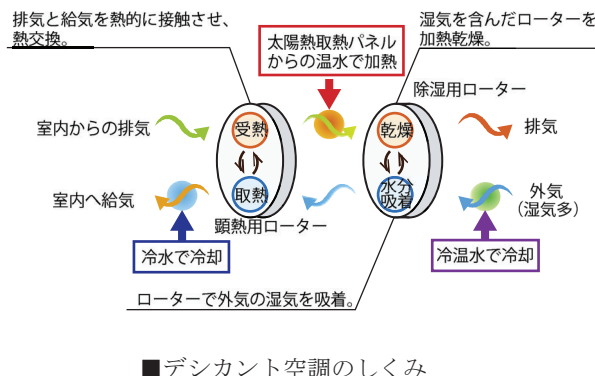 排気と給気を熱的に接触させ、
熱交換。
太陽熱取熱パネル
からの温水で加熱
湿気を含んだローターを
加熱乾燥。
除湿用ローター
室内からの排気
受熱
乾燥
排気
室内へ給気
取熱
水分
吸着
外気
(湿気多)
顕熱用ローター
冷水で冷却
冷温水で冷却
ローターで外気の湿気を吸着。
■デシカント空調のしくみ